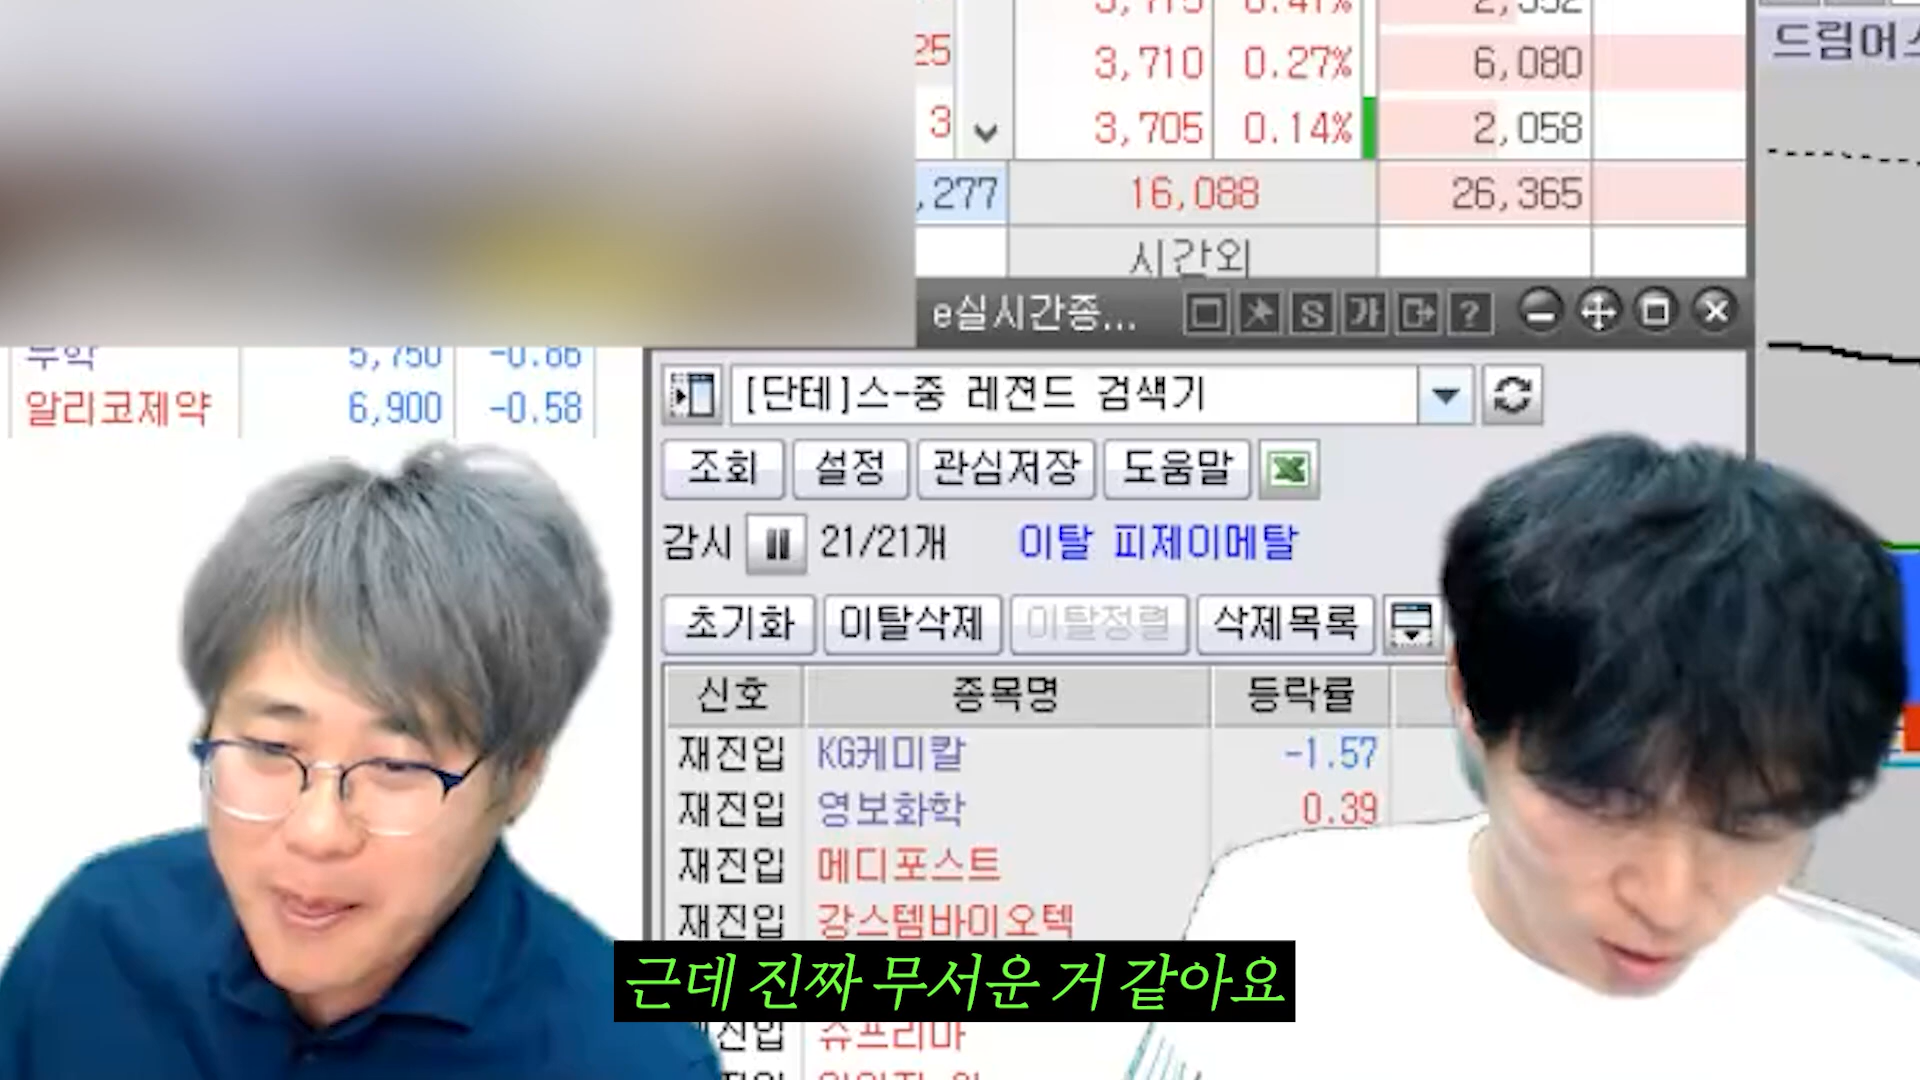 25 3,710 0.27% 6,080
3 3,705 0.14% 2,058
,277 16,088 26,365
시간외
e실시간종...
S 가 ?
알리코제약 6,900 -0.58
[단테]스-중 레젼드 검색기
조회 설정 관심저장 도움말
감시 21/21개 이탈 피제이메탈
초기화 이탈삭제 이탈정렬 삭제목록
신호 종목명 등락률
재진입 KG케미칼 -1.57
재진입 영보화학 0.39
재진입 메디포스트
재진입 강스템바이오텍
근데 진짜 무서운 거 같아요
슈프리마